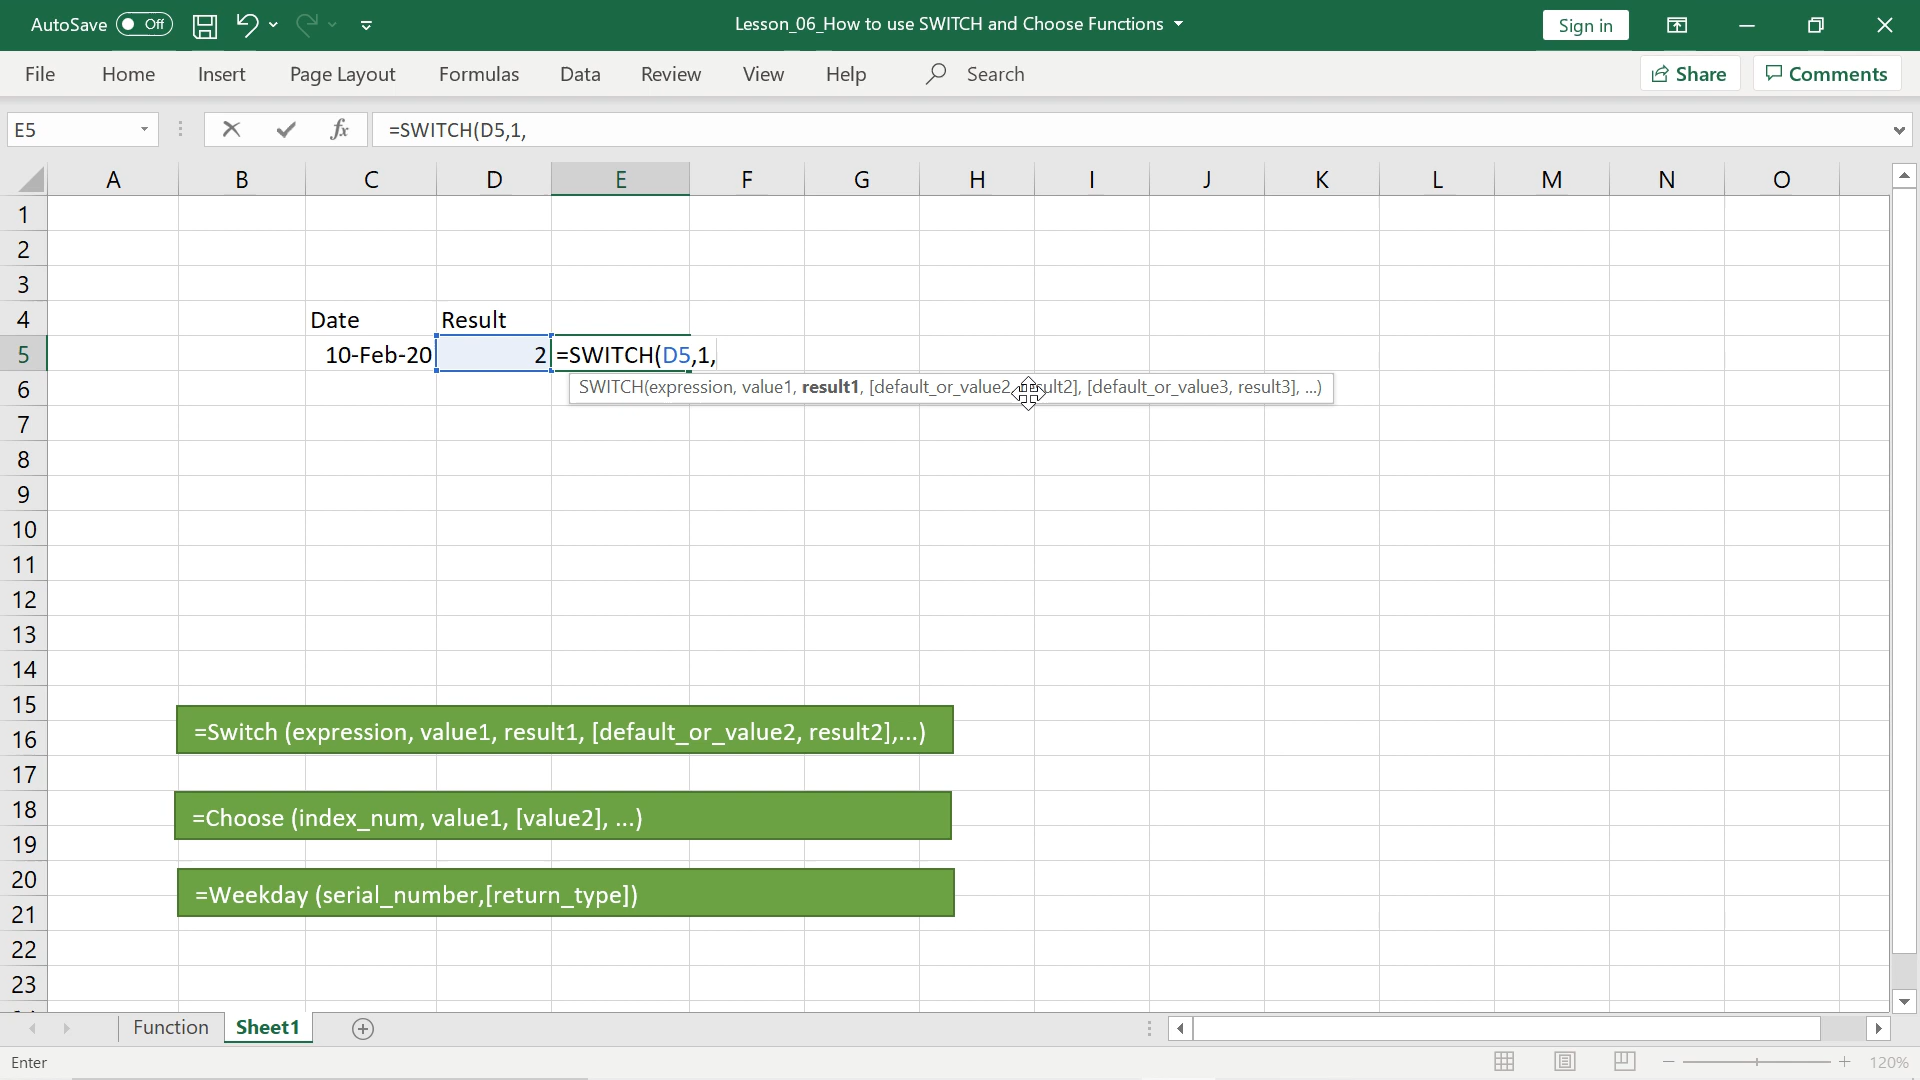 AutoSave Off Lesson_06_How to use SWITCH and Choose Functions Sign in
File Home Insert Page Layout Formulas Data Review View Help Search Share Comments
E5 fx =SWITCH(D5,1,
A B C D E F G H I J K L M N O
1
2
3
4 Date Result
5 10-Feb-20 2 =SWITCH(D5,1,
SWITCH(expression, value1, result1, [default_or_value2, result2], [default_or_value3, result3], ...)
6
7
8
9
10
11
12
13
14
15
=Switch (expression, value1, result1, [default_or_value2, result2],...)
16
17
18 =Choose (index_num, value1, [value2], ...)
19
20
=Weekday (serial_number,[return_type])
21
22
23
Function Sheet1
Enter 120%